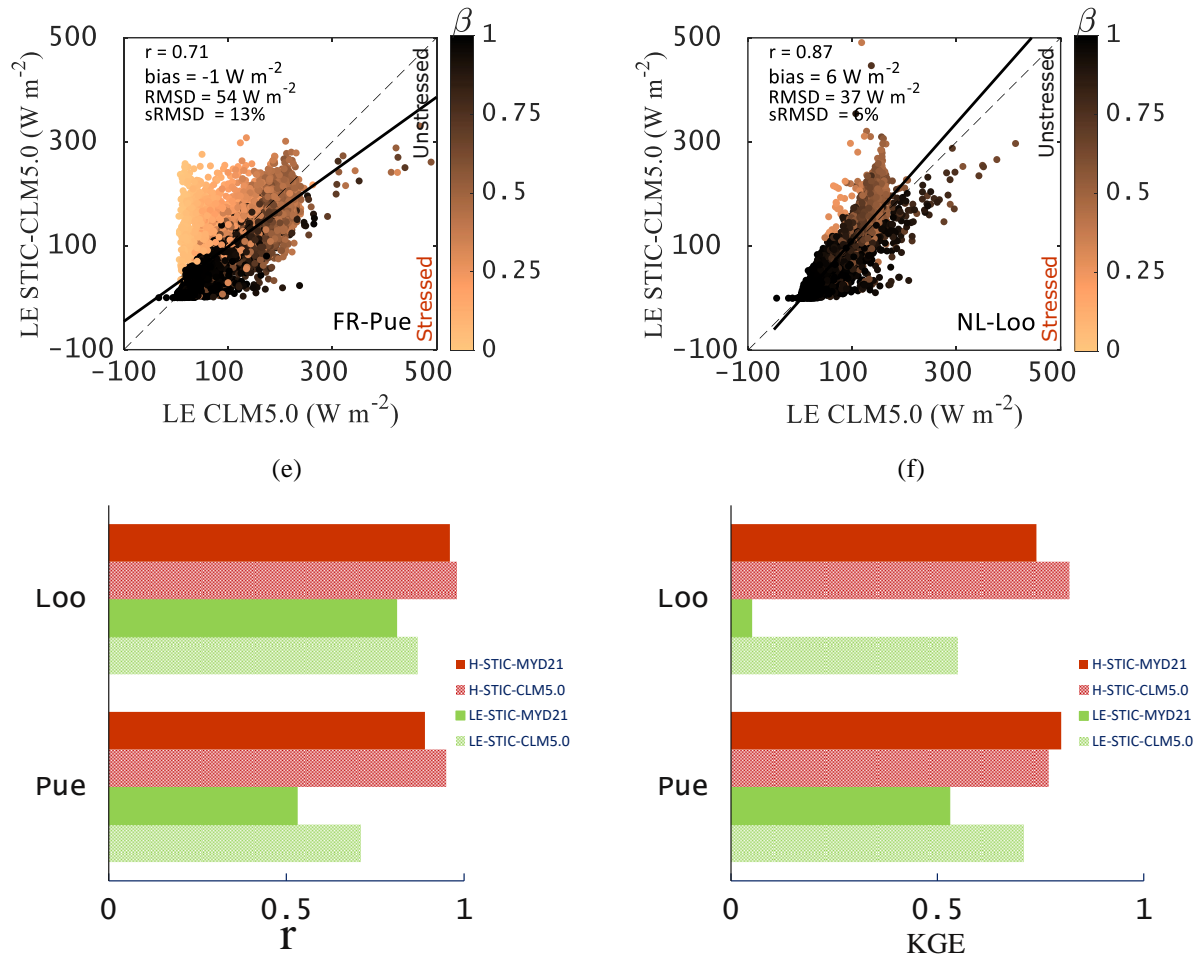 500
r = 0.71
bias = -1 W m-2
RMSD = 54 W m-2
sRMSD = 13%
300
100
−100
LE STIC-CLM5.0 (W m-2)
Unstressed
Stressed
FR-Pue
−100
100
300
500
LE CLM5.0 (W m-2)
β
1
0.75
0.5
0.25
0
(e)
500
r = 0.87
bias = 6 W m-2
RMSD = 37 W m-2
sRMSD = 6%
300
100
−100
LE STIC-CLM5.0 (W m-2)
Unstressed
Stressed
NL-Loo
−100
100
300
500
LE CLM5.0 (W m-2)
β
1
0.75
0.5
0.25
0
(f)
Loo
Pue
H-STIC-MYD21
H-STIC-CLM5.0
LE-STIC-MYD21
LE-STIC-CLM5.0
0
0.5
1
r
Loo
Pue
H-STIC-MYD21
H-STIC-CLM5.0
LE-STIC-MYD21
LE-STIC-CLM5.0
0
0.5
1
KGE